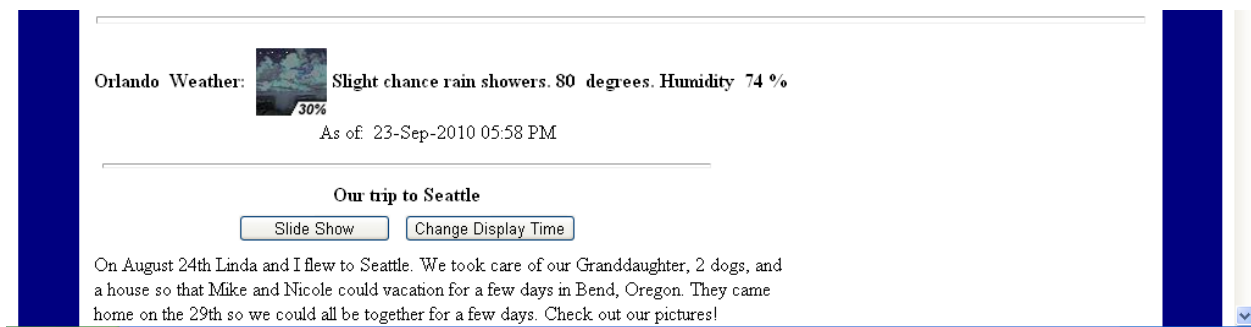 Orlando Weather: Slight chance rain showers. 80 degrees. Humidity 74 %
30%
As of: 23-Sep-2010 05:58 PM
Our trip to Seattle
Slide Show Change Display Time
On August 24th Linda and I flew to Seattle. We took care of our Granddaughter, 2 dogs, and
a house so that Mike and Nicole could vacation for a few days in Bend, Oregon. They came
home on the 29th so we could all be together for a few days. Check out our pictures!